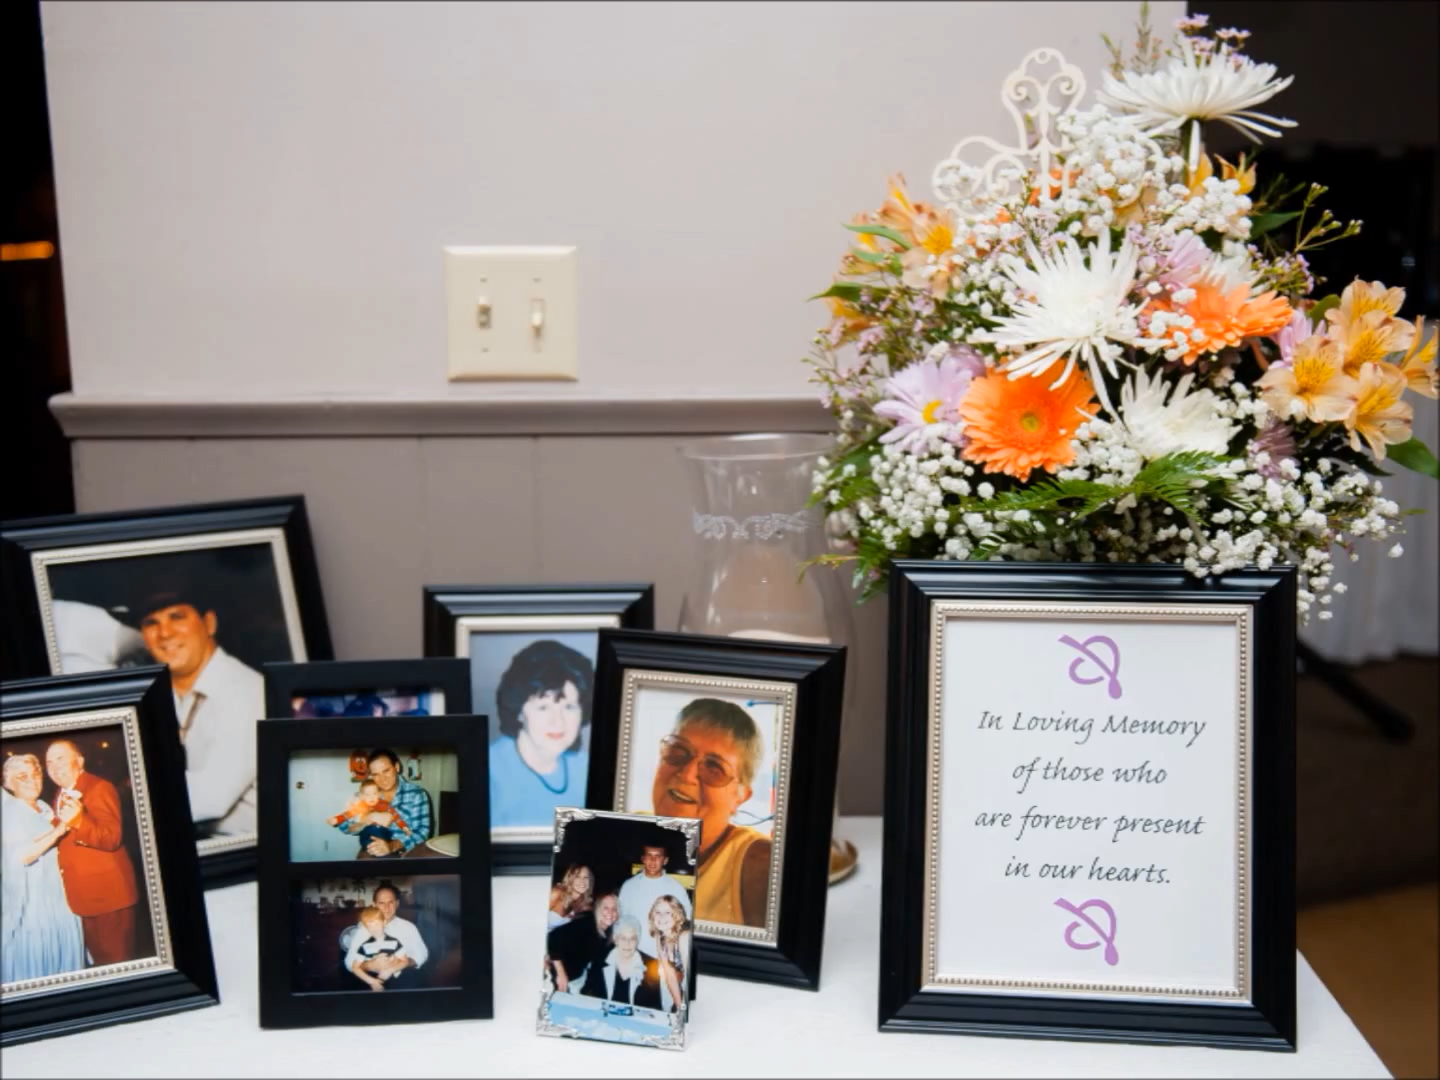 In Loving Memory
of those who
are forever present
in our hearts.